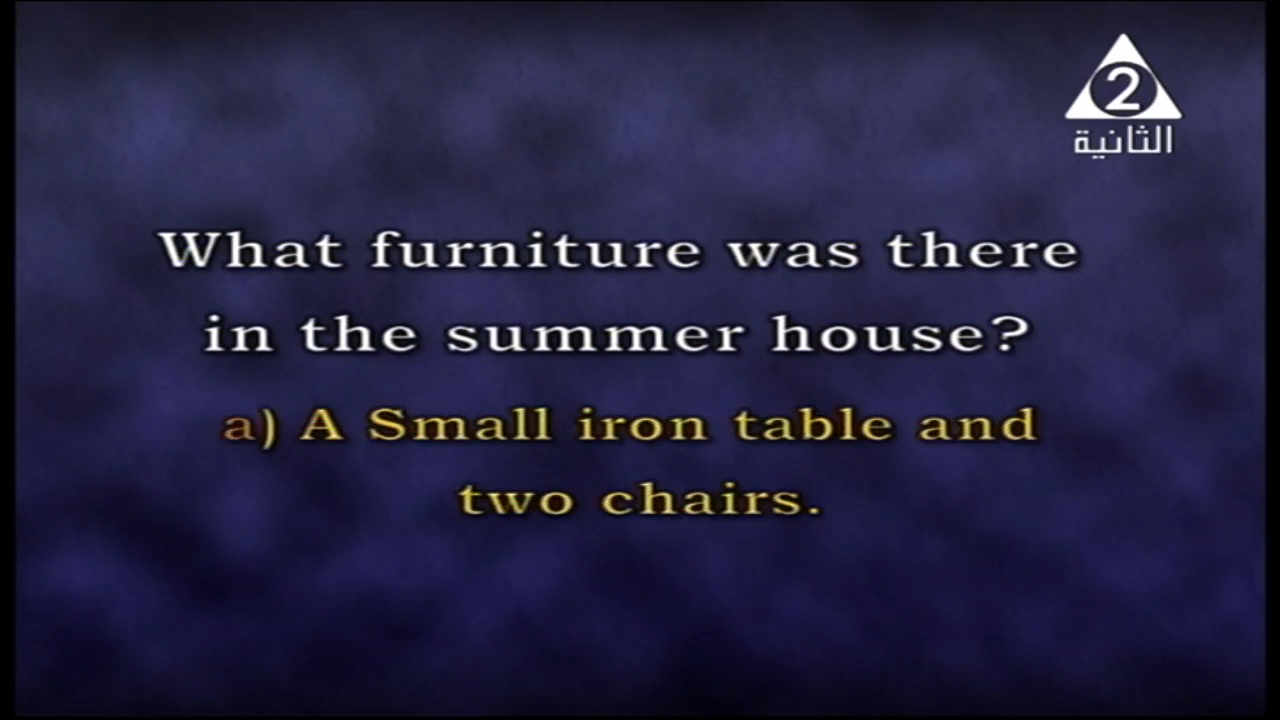 2
الثانية
What furniture was there
in the summer house?
a) A Small iron table and
two chairs.